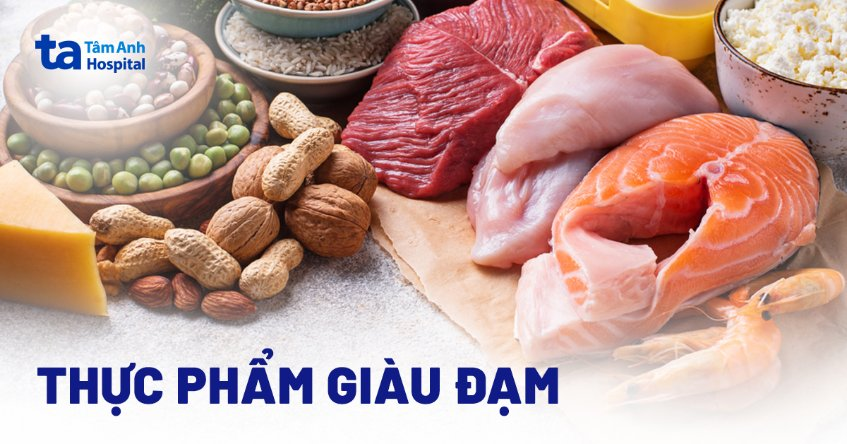 ta Tâm Anh
Hospital
THỰC PHẨM GIÀU ĐẠM